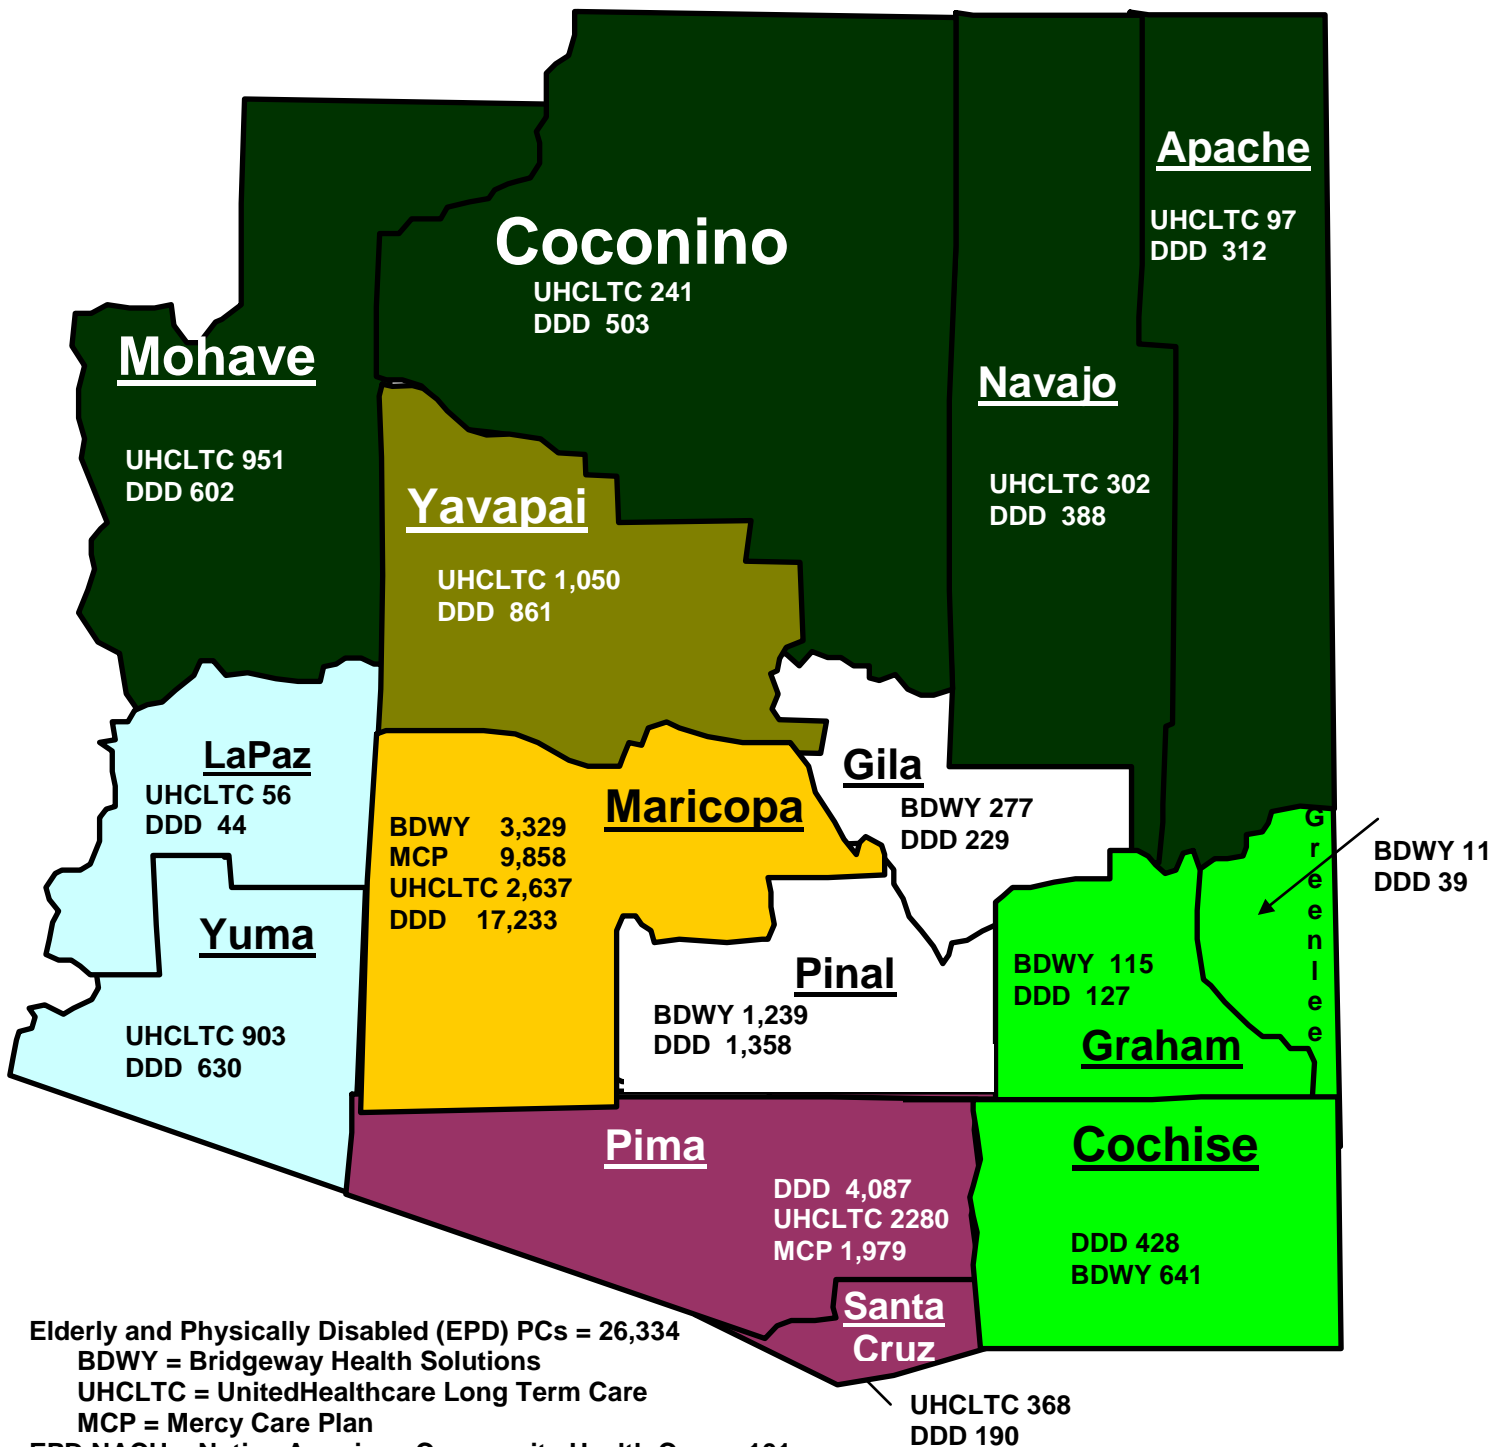 Apache
UHCLTC 97
DDD 312
Coconino
UHCLTC 241
DDD 503
Mohave
UHCLTC 951
DDD 602
Navajo
UHCLTC 302
DDD 388
Yavapai
UHCLTC 1,050
DDD 861
LaPaz
UHCLTC 56
DDD 44
Gila
BDWY 277
DDD 229
Maricopa
BDWY 3,329
MCP 9,858
UHCLTC 2,637
DDD 17,233
Greenlee
BDWY 11
DDD 39
Yuma
UHCLTC 903
DDD 630
Pinal
BDWY 1,239
DDD 1,358
BDWY 115
DDD 127
Graham
Pima
DDD 4,087
UHCLTC 2280
MCP 1,979
Cochise
DDD 428
BDWY 641
Santa
Cruz
UHCLTC 368
DDD 190
Elderly and Physically Disabled (EPD) PCs = 26,334
BDWY = Bridgeway Health Solutions
UHCLTC = UnitedHealthcare Long Term Care
MCP = Mercy Care Plan